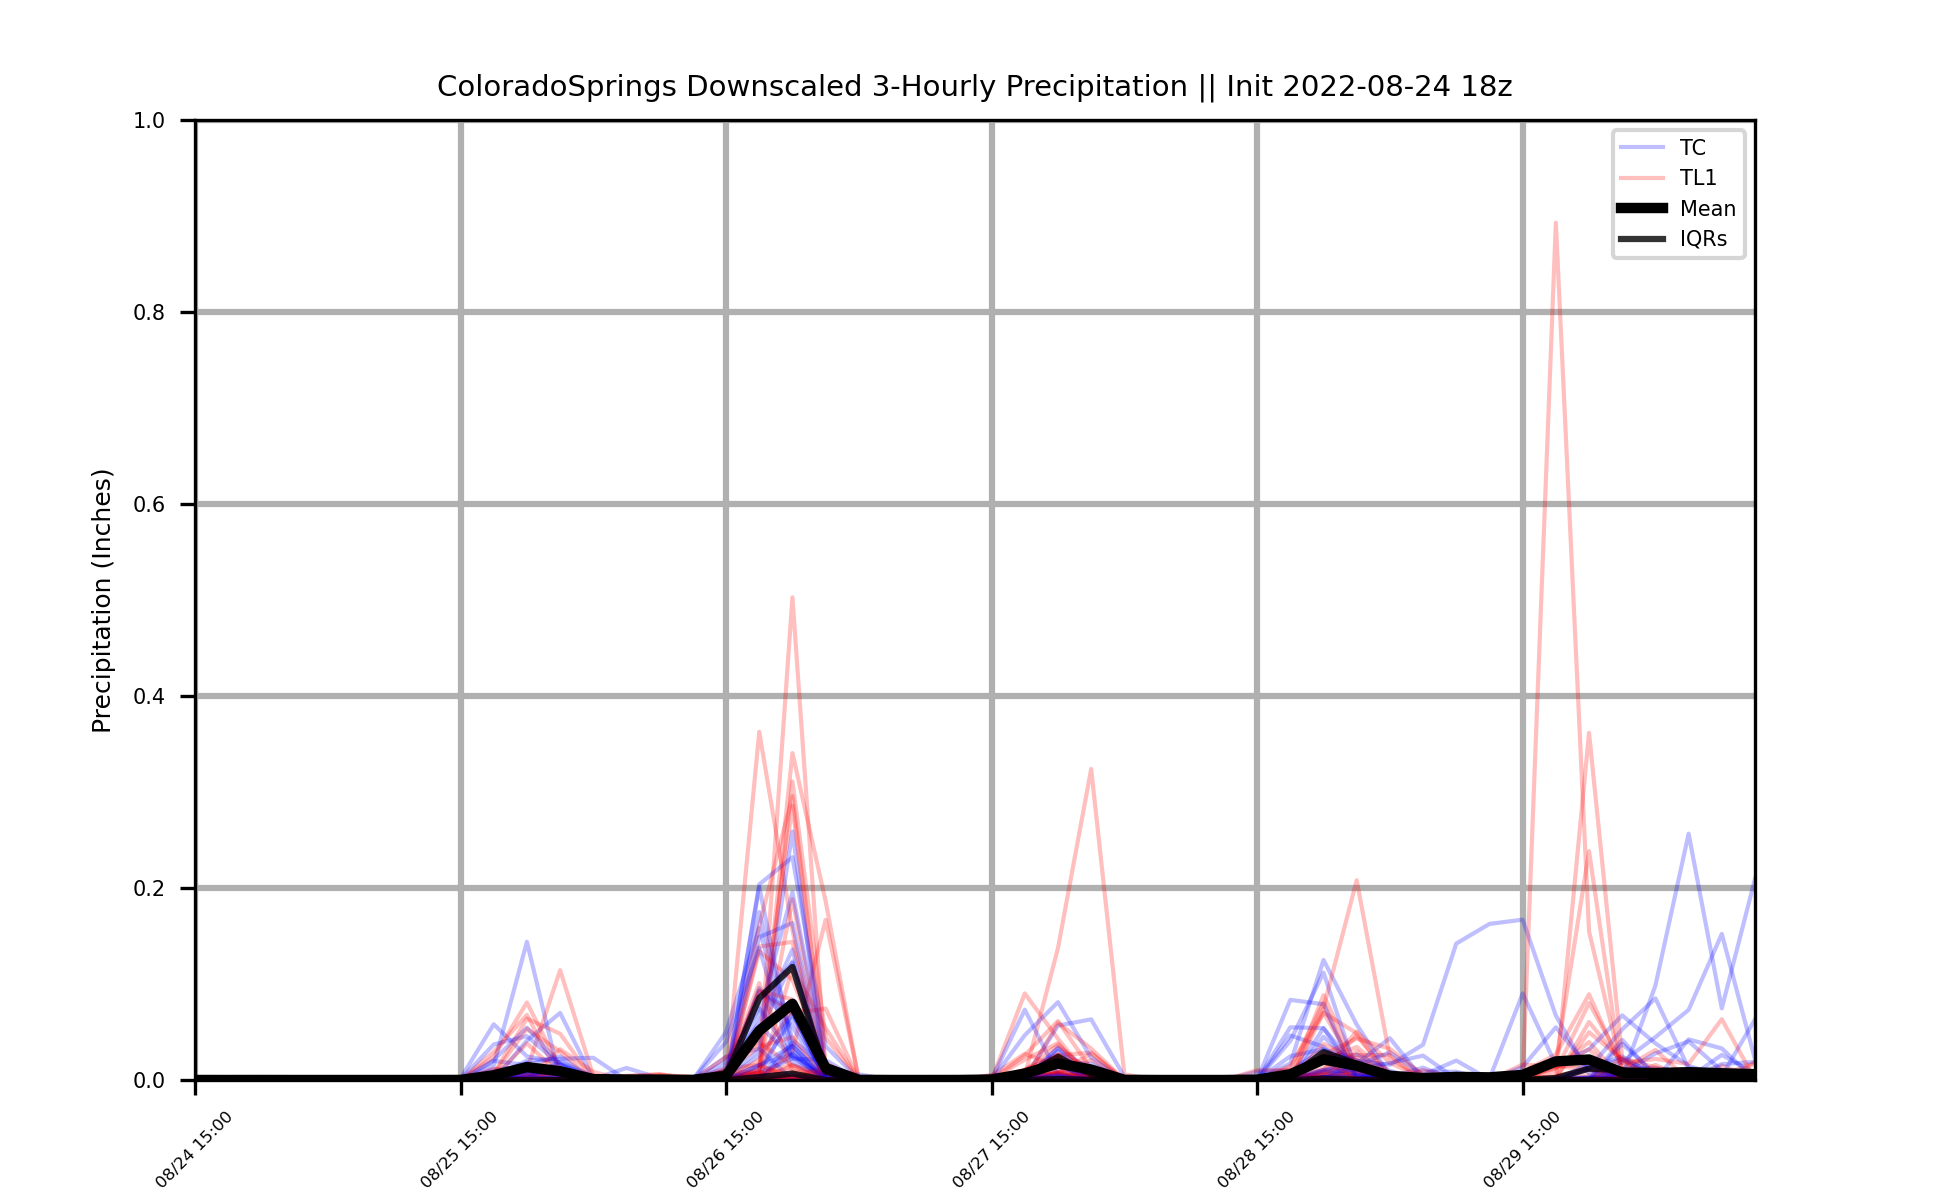 ColoradoSprings Downscaled 3-Hourly Precipitation || Init 2022-08-24 18z
1.0
0.8
0.6
0.4
0.2
0.0
Precipitation (Inches)
TC
TL1
Mean
IQRs
08/24 15:00
08/25 15:00
08/26 15:00
08/27 15:00
08/28 15:00
08/29 15:00